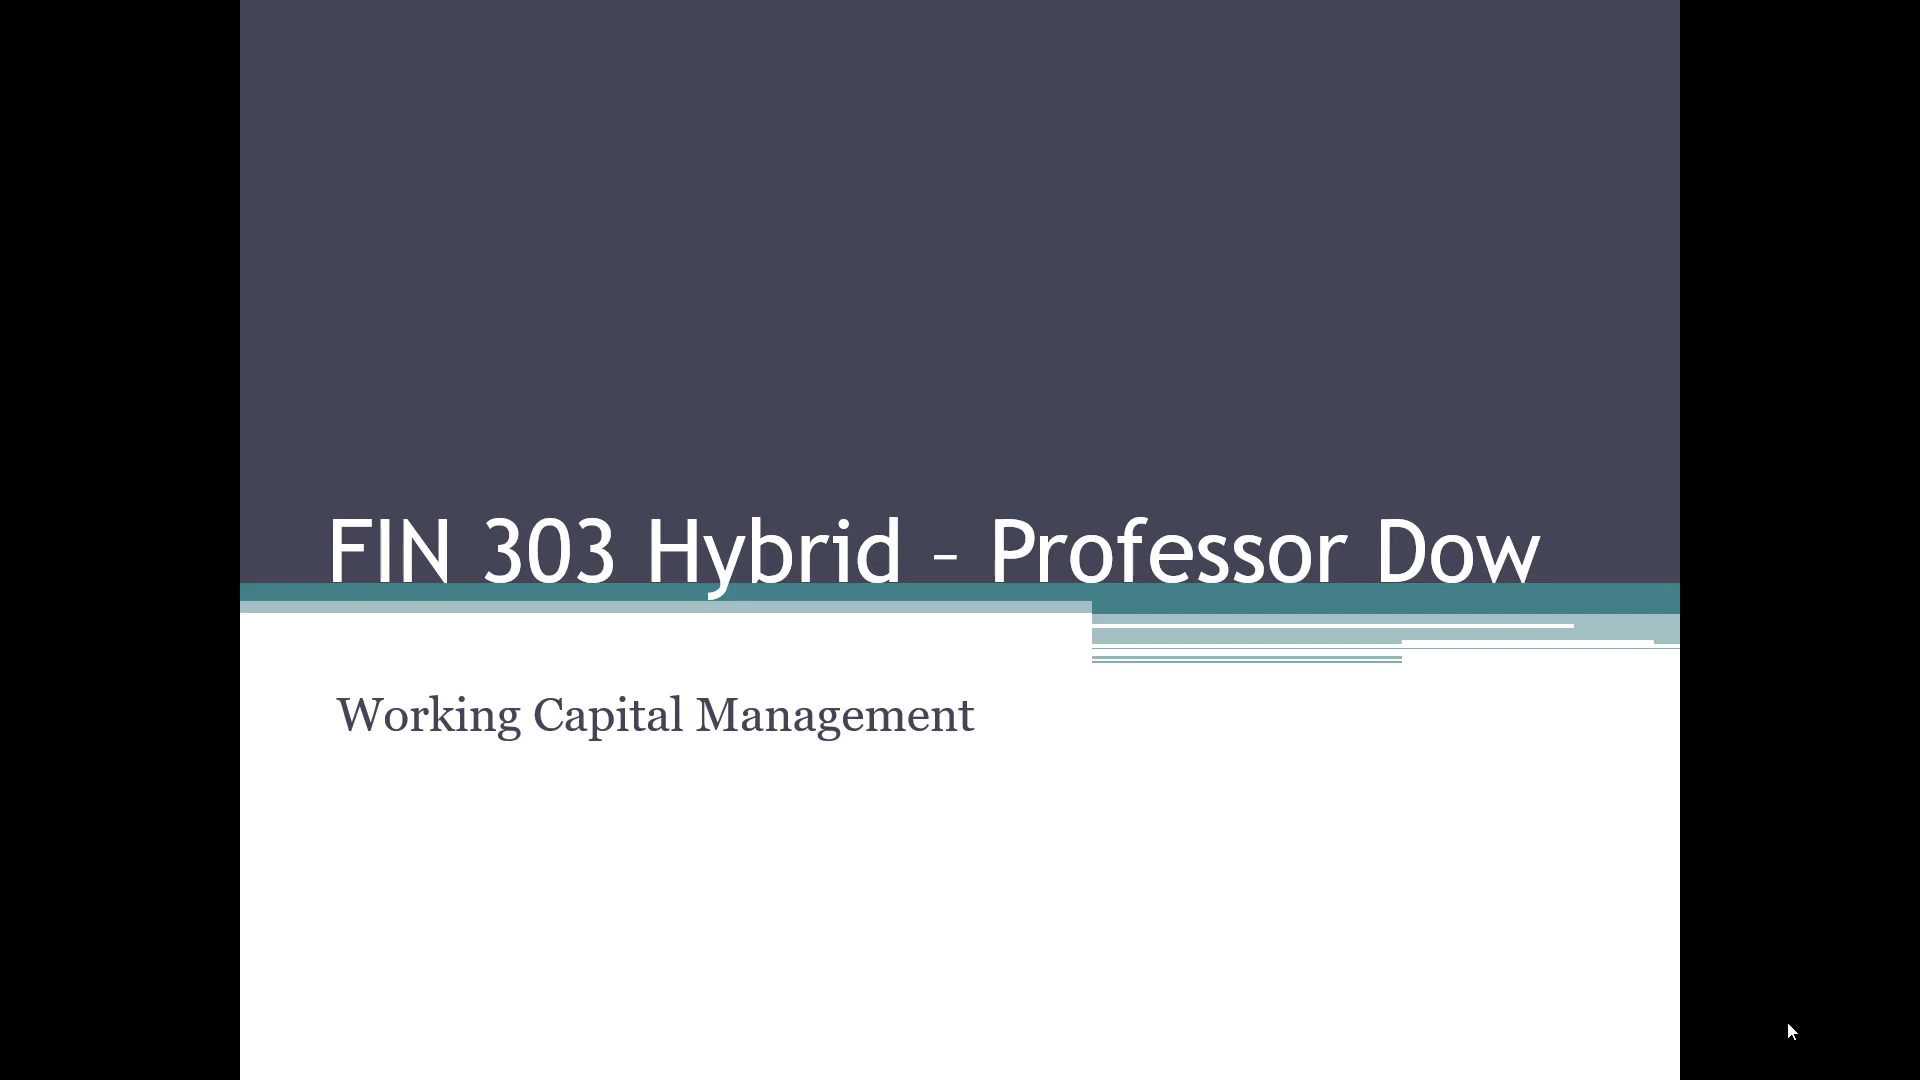 FIN 303 Hybrid – Professor Dow
Working Capital Management